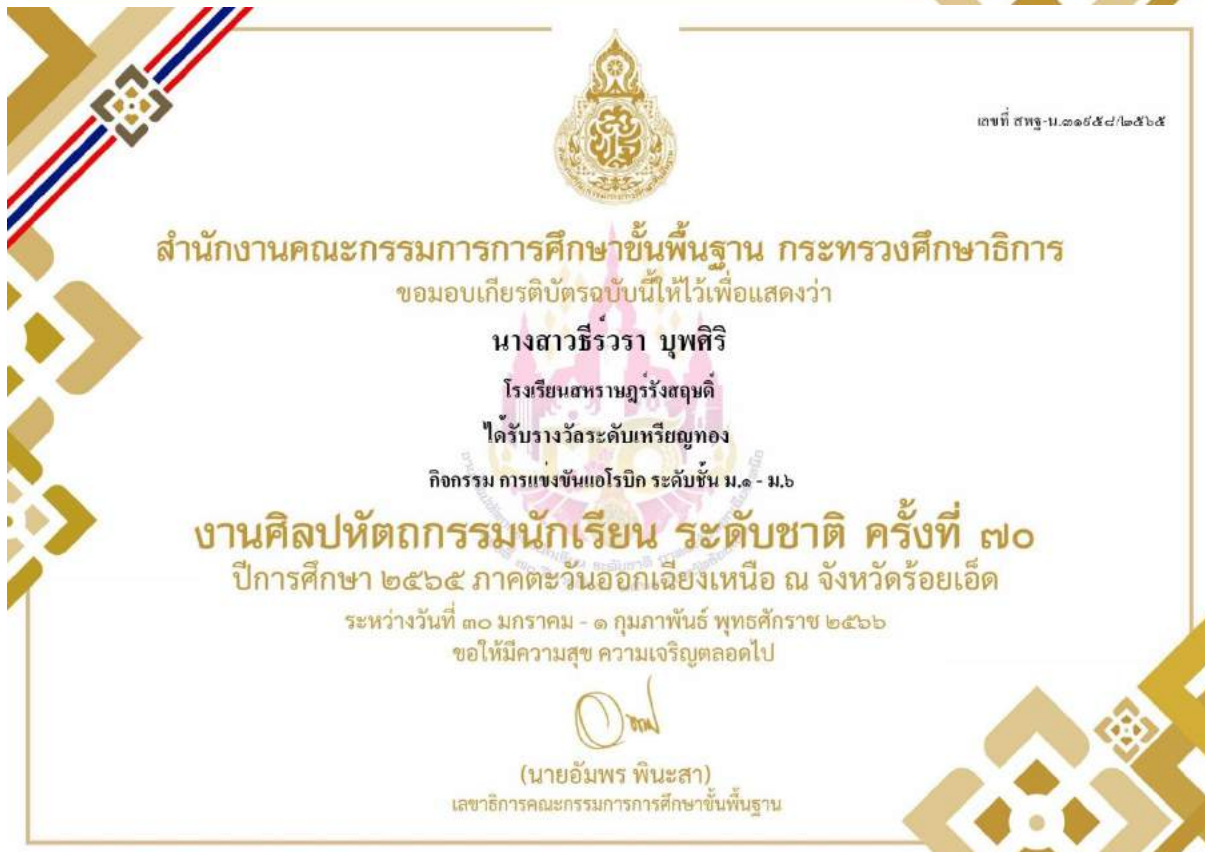 เลขที่ สพฐ-น.๓๑๙๕๘/๒๕๖๕
สำนักงานคณะกรรมการการศึกษาขั้นพื้นฐาน กระทรวงศึกษาธิการ
ขอมอบเกียรติบัตรฉบับนี้ให้ไว้เพื่อแสดงว่า
นางสาวธีร์วรา บุพศิริ
โรงเรียนสหราษฎร์รังสฤษดิ์
ได้รับรางวัลระดับเหรียญทอง
กิจกรรม การแข่งขันแอโรบิก ระดับชั้น ม.๑ - ม.๖
งานศิลปหัตถกรรมนักเรียน ระดับชาติ ครั้งที่ ๗๐
ปีการศึกษา ๒๕๖๕ ภาคตะวันออกเฉียงเหนือ ณ จังหวัดร้อยเอ็ด
ระหว่างวันที่ ๓๐ มกราคม - ๑ กุมภาพันธ์ พุทธศักราช ๒๕๖๖
ขอให้มีความสุข ความเจริญตลอดไป
(นายอัมพร พินะสา)
เลขาธิการคณะกรรมการการศึกษาขั้นพื้นฐาน